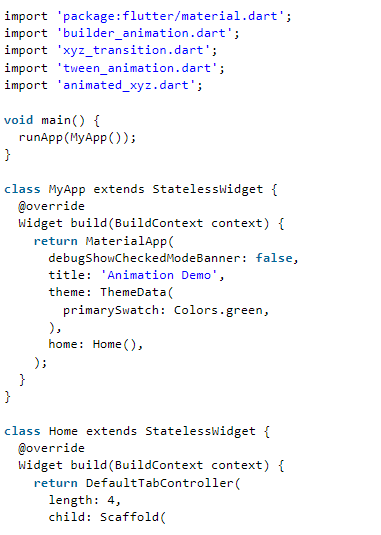 import 'package:flutter/material.dart';
import 'builder_animation.dart';
import 'xyz_transition.dart';
import 'tween_animation.dart';
import 'animated_xyz.dart';

void main() {
  runApp(MyApp());
}

class MyApp extends StatelessWidget {
  @override
  Widget build(BuildContext context) {
    return MaterialApp(
      debugShowCheckedModeBanner: false,
      title: 'Animation Demo',
      theme: ThemeData(
        primarySwatch: Colors.green,
      ),
      home: Home(),
    );
  }
}

class Home extends StatelessWidget {
  @override
  Widget build(BuildContext context) {
    return DefaultTabController(
      length: 4,
      child: Scaffold(